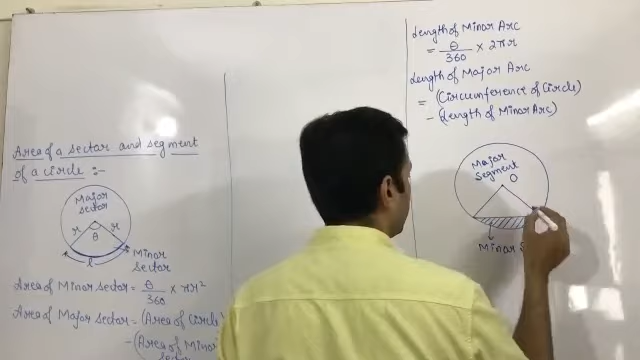 Area of a sector and segment
of a circle :-
Major
sector
r
r
θ
l
Minor
sector
Area of Minor sector = θ/360 × πr²
Area of Major sector = (Area of Circle)
- (Area of Minor
Length of Minor Arc
= θ/360 × 2πr
Length of Major Arc
= (Circumference of Circle)
- (Length of Minor Arc)
Major
Segment
O
Minor S